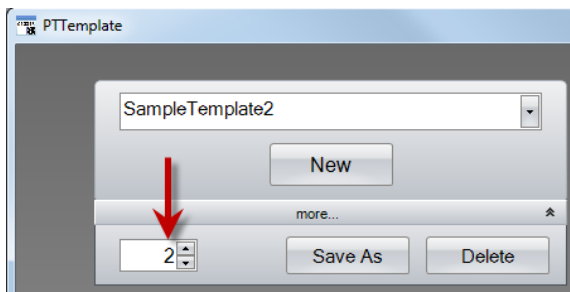 PTTemplate
SampleTemplate2
New
more...
2 Save As Delete